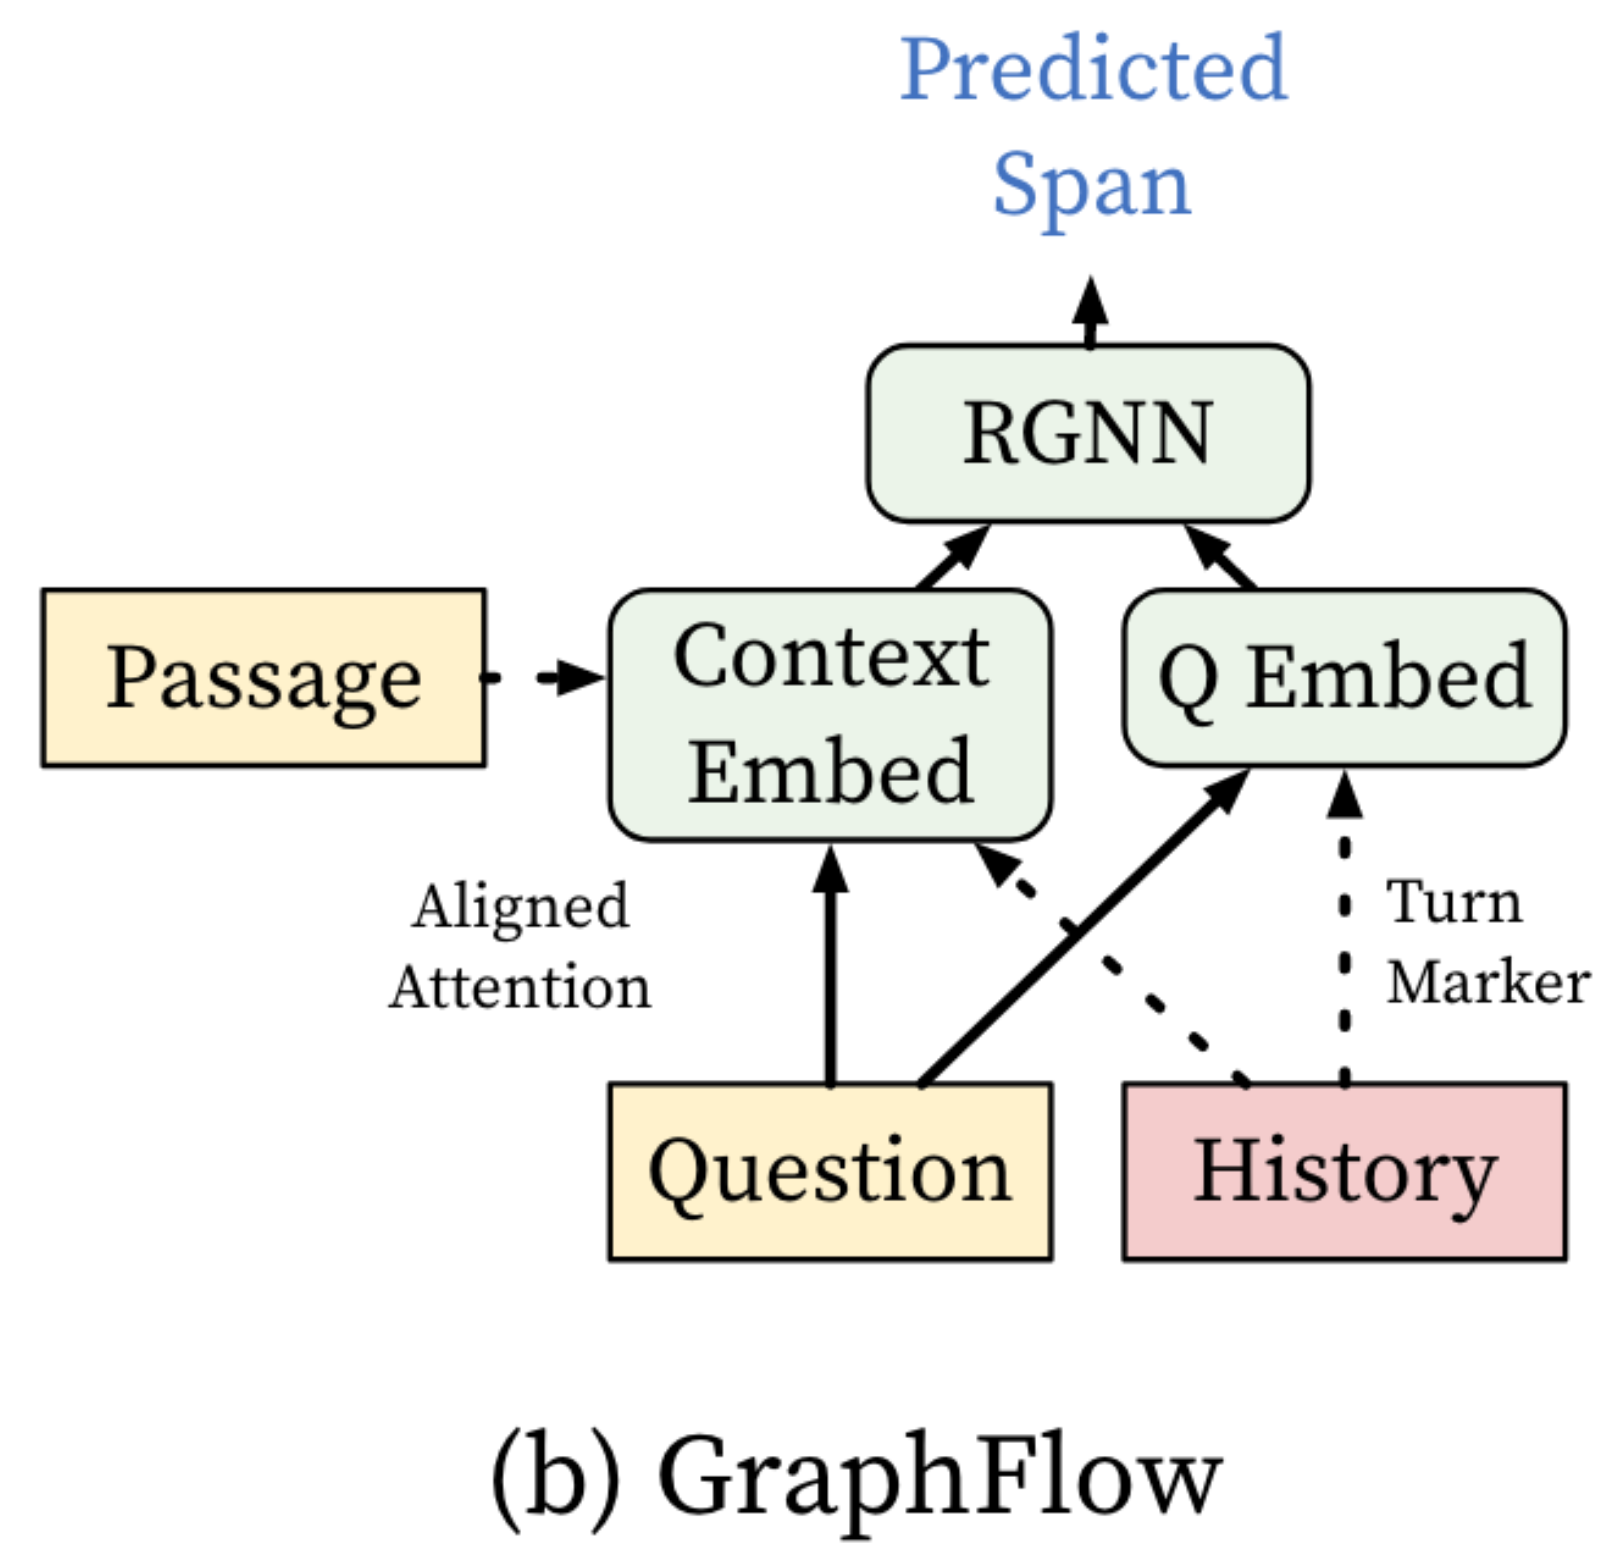 Predicted
Span
RGNN
Passage
Context
Embed
Q Embed
Aligned
Attention
Turn
Marker
Question
History
(b) GraphFlow